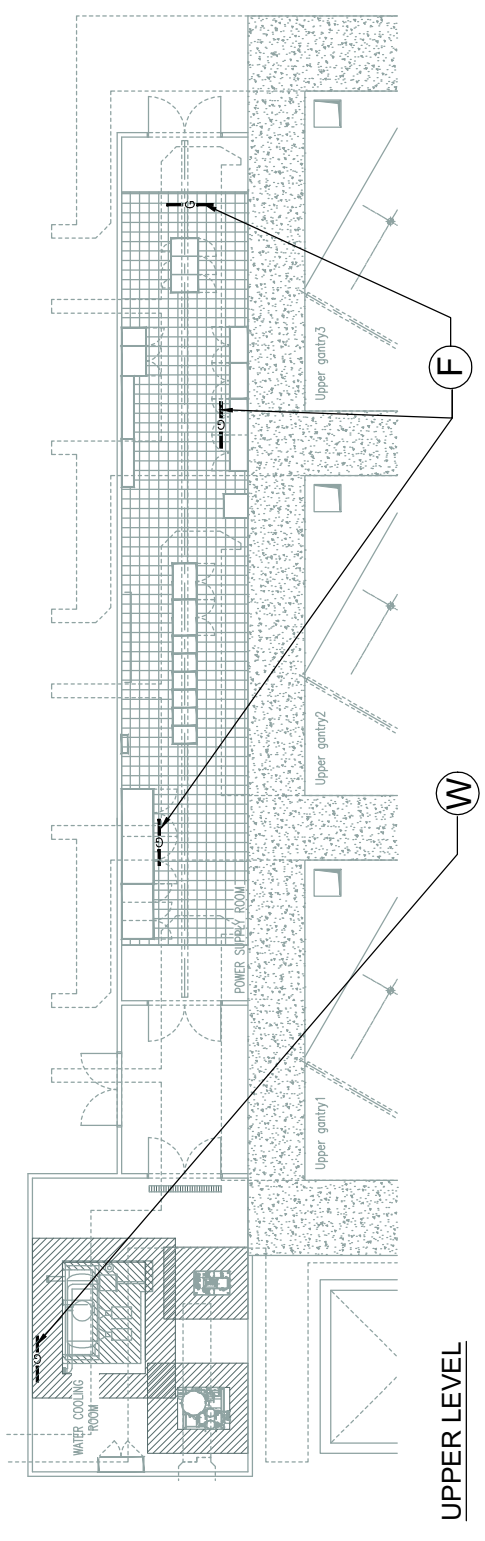 UPPER LEVEL
WATER COOLING
ROOM
G
W
Upper gantry1
POWER SUPPLY ROOM
G
Upper gantry2
G
F
Upper gantry3
G